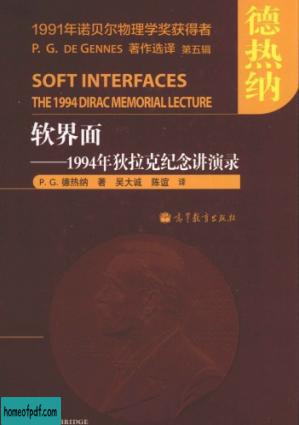 1991年诺贝尔物理学奖获得者
P. G. DE GENNES 著作选译 第五辑
德热纳
SOFT INTERFACES
THE 1994 DIRAC MEMORIAL LECTURE
软界面
——1994年狄拉克纪念讲演录
P. G. 德热纳 著 吴大诚 陈谊 译
高等教育出版社
homeofpdf.com
BRIDGE